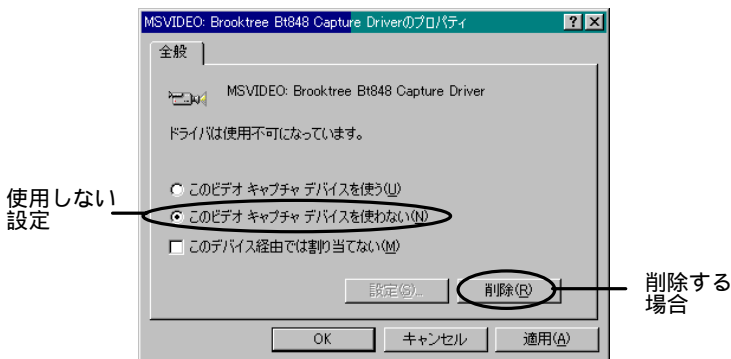 MSVIDEO: Brooktree Bt848 Capture Driverのプロパティ
全般
MSVIDEO: Brooktree Bt848 Capture Driver
ドライバは使用不可になっています。
このビデオ キャプチャ デバイスを使う(U)
使用しない
設定
このビデオ キャプチャ デバイスを使わない(N)
このデバイス経由では割り当てない(M)
設定(S)...
削除(R)
削除する
場合
OK
キャンセル
適用(A)